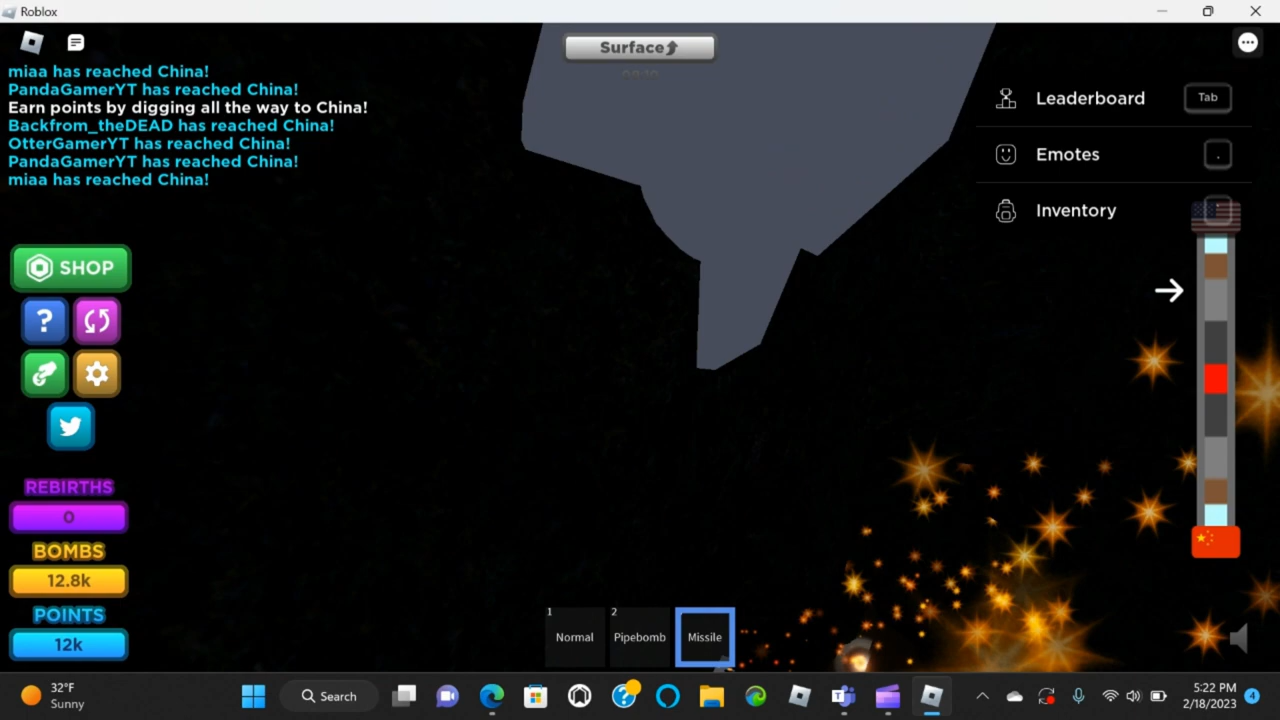 Roblox
Surface
00:10
miaa has reached China!
PandaGamerYT has reached China!
Earn points by digging all the way to China!
Backfrom_theDEAD has reached China!
OtterGamerYT has reached China!
PandaGamerYT has reached China!
miaa has reached China!
Leaderboard Tab
Emotes .
Inventory
SHOP
?
REBIRTHS
0
BOMBS
12.8k
POINTS
12k
1 Normal
2 Pipebomb
Missile
32°F
Sunny
Search
5:22 PM
2/18/2023
4